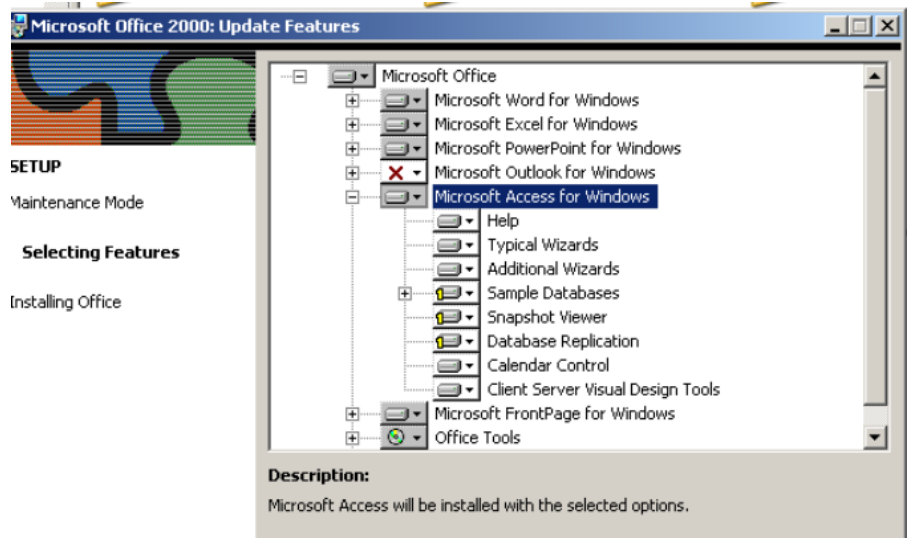 Microsoft Office 2000: Update Features
SETUP
Maintenance Mode
Selecting Features
Installing Office
Microsoft Office
Microsoft Word for Windows
Microsoft Excel for Windows
Microsoft PowerPoint for Windows
Microsoft Outlook for Windows
Microsoft Access for Windows
Help
Typical Wizards
Additional Wizards
Sample Databases
Snapshot Viewer
Database Replication
Calendar Control
Client Server Visual Design Tools
Microsoft FrontPage for Windows
Office Tools
Description:
Microsoft Access will be installed with the selected options.